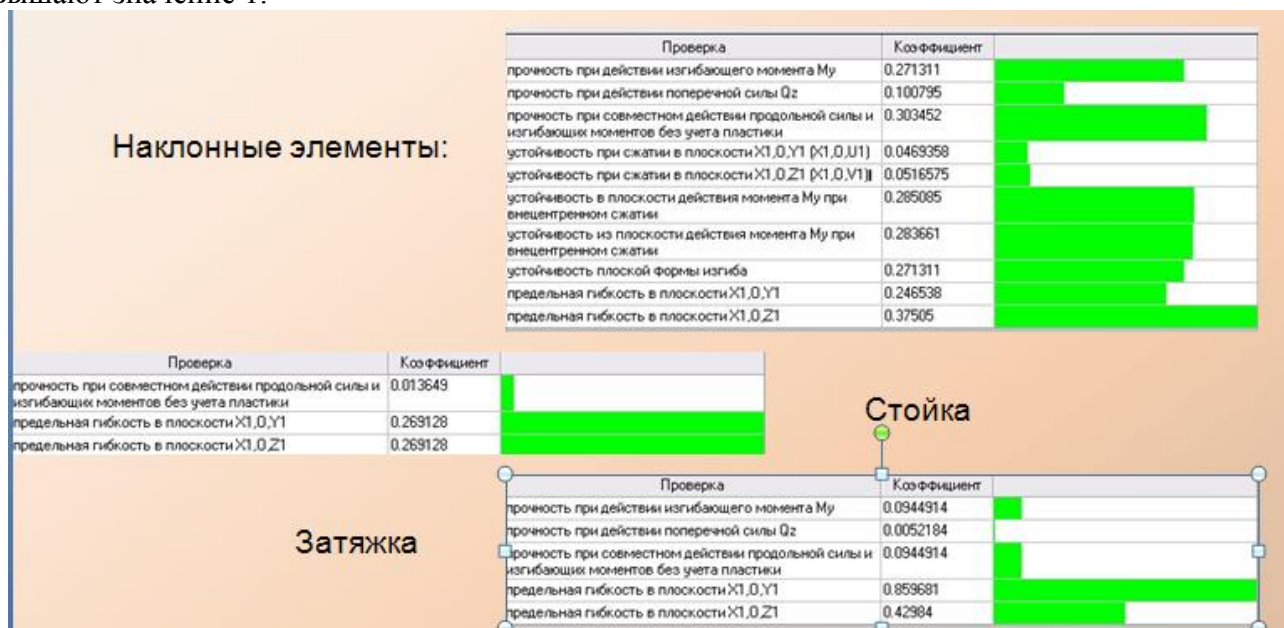 Проверка Коэффициент
прочность при действии изгибающего момента My 0.271311
прочность при действии поперечной силы Qz 0.100795
прочность при совместном действии продольной силы и 0.303452
изгибающих моментов без учета пластики
устойчивость при сжатии в плоскости X1,O,Y1 (X1,O,U1) 0.0469358
устойчивость при сжатии в плоскости X1,O,Z1 (X1,O,V1)) 0.0516575
устойчивость в плоскости действия момента My при 0.285085
внецентренном сжатии
устойчивость из плоскости действия момента My при 0.283661
внецентренном сжатии
устойчивость плоской формы изгиба 0.271311
предельная гибкость в плоскости X1,O,Y1 0.246538
предельная гибкость в плоскости X1,O,Z1 0.37505
Наклонные элементы:
Проверка Коэффициент
прочность при совместном действии продольной силы и 0.013649
изгибающих моментов без учета пластики
предельная гибкость в плоскости X1,O,Y1 0.269128
предельная гибкость в плоскости X1,O,Z1 0.269128
Стойка
Затяжка
Проверка Коэффициент
прочность при действии изгибающего момента My 0.0944914
прочность при действии поперечной силы Qz 0.0052184
прочность при совместном действии продольной силы и 0.0944914
изгибающих моментов без учета пластики
предельная гибкость в плоскости X1,O,Y1 0.859681
предельная гибкость в плоскости X1,O,Z1 0.42984